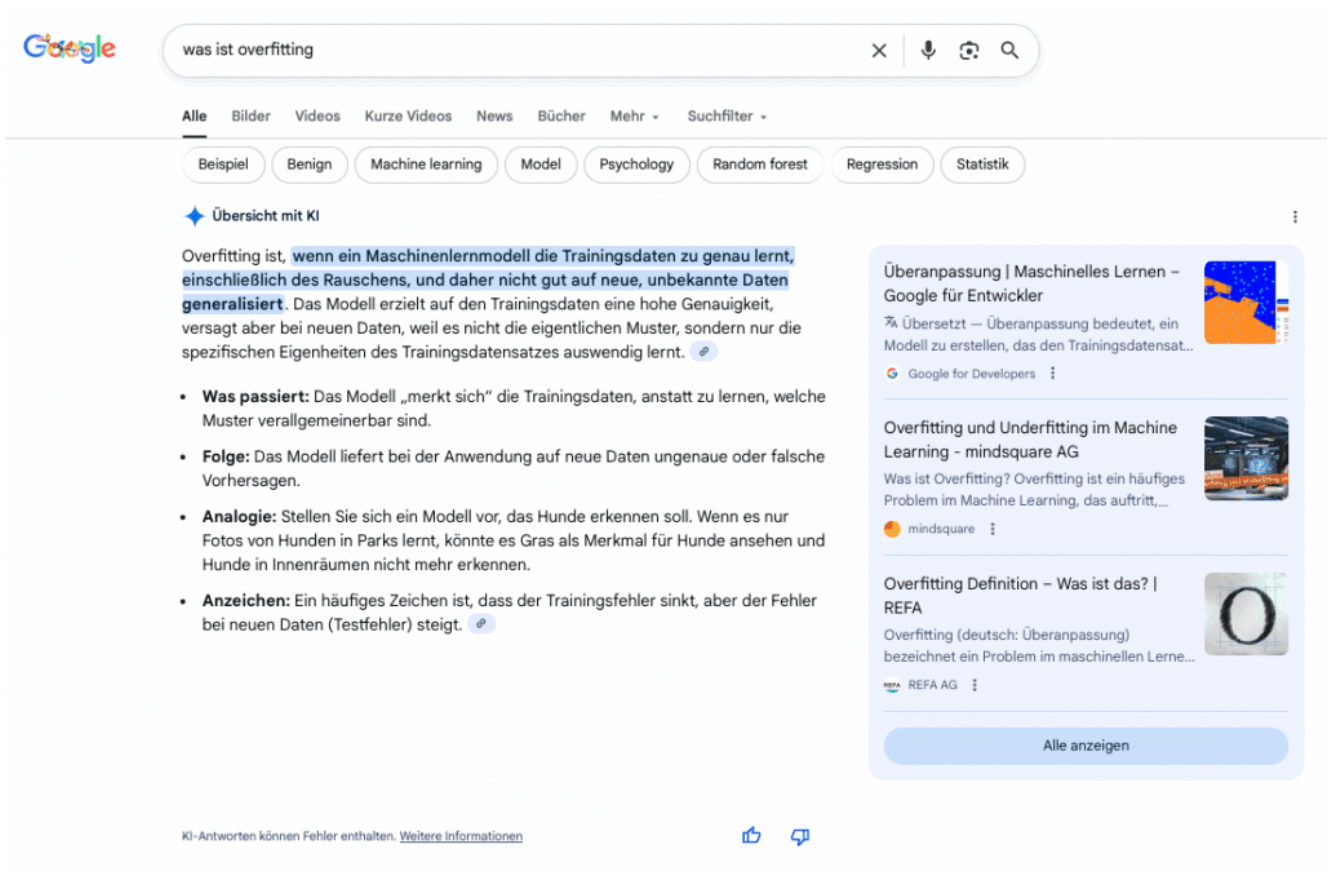 Google
was ist overfitting
Alle Bilder Videos Kurze Videos News Bücher Mehr Suchfilter
Beispiel Benign Machine learning Model Psychology Random forest Regression Statistik
Übersicht mit KI
Overfitting ist, wenn ein Maschinenlernmodell die Trainingsdaten zu genau lernt,
einschließlich des Rauschens, und daher nicht gut auf neue, unbekannte Daten
generalisiert. Das Modell erzielt auf den Trainingsdaten eine hohe Genauigkeit,
versagt aber bei neuen Daten, weil es nicht die eigentlichen Muster, sondern nur die
spezifischen Eigenheiten des Trainingsdatensatzes auswendig lernt.
• Was passiert: Das Modell „merkt sich“ die Trainingsdaten, anstatt zu lernen, welche
Muster verallgemeinerbar sind.
• Folge: Das Modell liefert bei der Anwendung auf neue Daten ungenaue oder falsche
Vorhersagen.
• Analogie: Stellen Sie sich ein Modell vor, das Hunde erkennen soll. Wenn es nur
Fotos von Hunden in Parks lernt, könnte es Gras als Merkmal für Hunde ansehen und
Hunde in Innenräumen nicht mehr erkennen.
• Anzeichen: Ein häufiges Zeichen ist, dass der Trainingsfehler sinkt, aber der Fehler
bei neuen Daten (Testfehler) steigt.
Überanpassung | Maschinelles Lernen –
Google für Entwickler
Übersetzt — Überanpassung bedeutet, ein
Modell zu erstellen, das den Trainingsdatensat...
Google for Developers
Overfitting und Underfitting im Machine
Learning - mindsquare AG
Was ist Overfitting? Overfitting ist ein häufiges
Problem im Machine Learning, das auftritt,...
mindsquare
Overfitting Definition – Was ist das? |
REFA
Overfitting (deutsch: Überanpassung)
bezeichnet ein Problem im maschinellen Lerne...
REFA REFA AG
O
Alle anzeigen
KI-Antworten können Fehler enthalten. Weitere Informationen